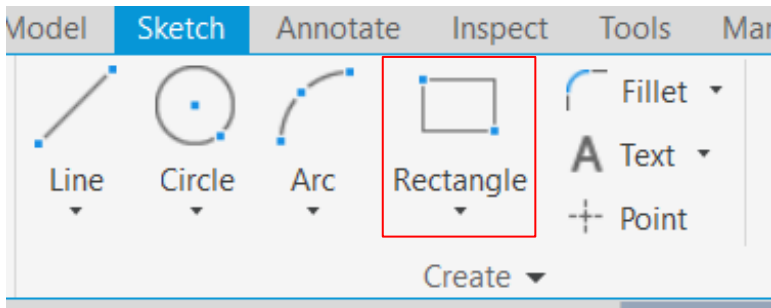 Model Sketch Annotate Inspect Tools
Line Circle Arc Rectangle Fillet
Text
Point
Create